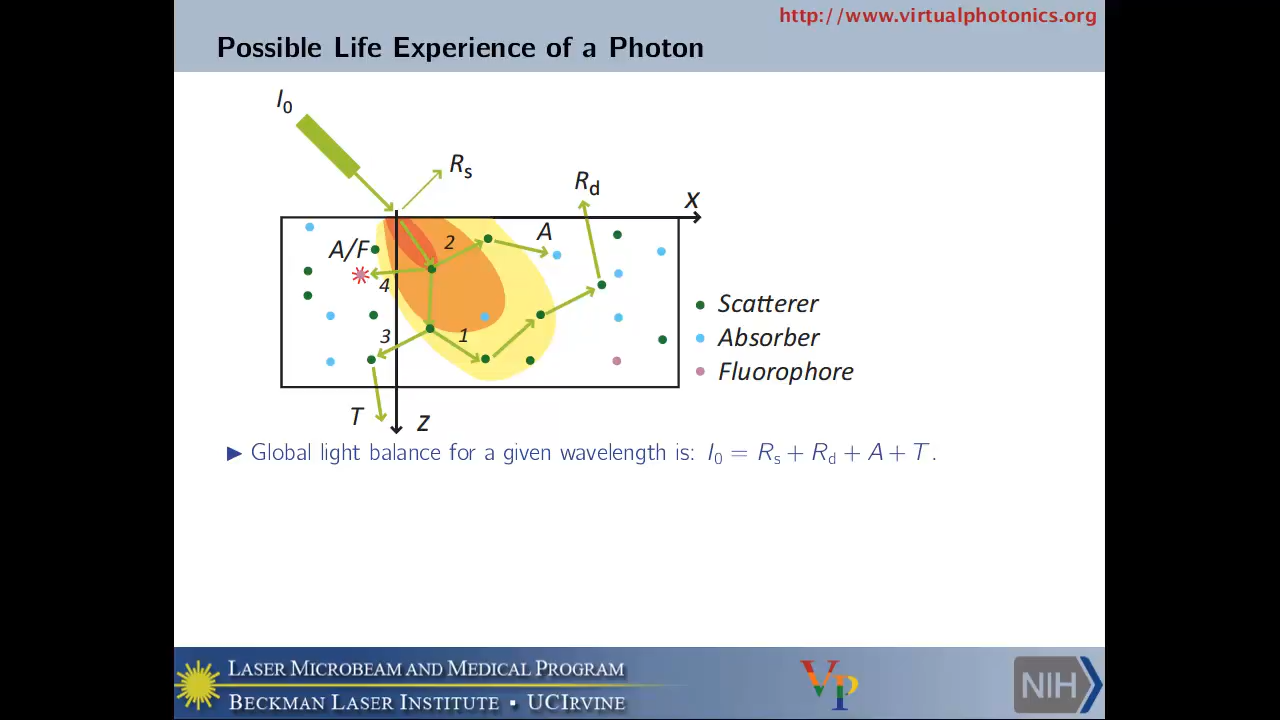 http://www.virtualphotonics.org
Possible Life Experience of a Photon
I0
Rs
Rd
x
A/F
2
A
4
3
1
T
z
Scatterer
Absorber
Fluorophore
Global light balance for a given wavelength is: I0 = Rs + Rd + A + T.
LASER MICROBEAM AND MEDICAL PROGRAM
BECKMAN LASER INSTITUTE ▪ UCIRVINE
VP
NIH